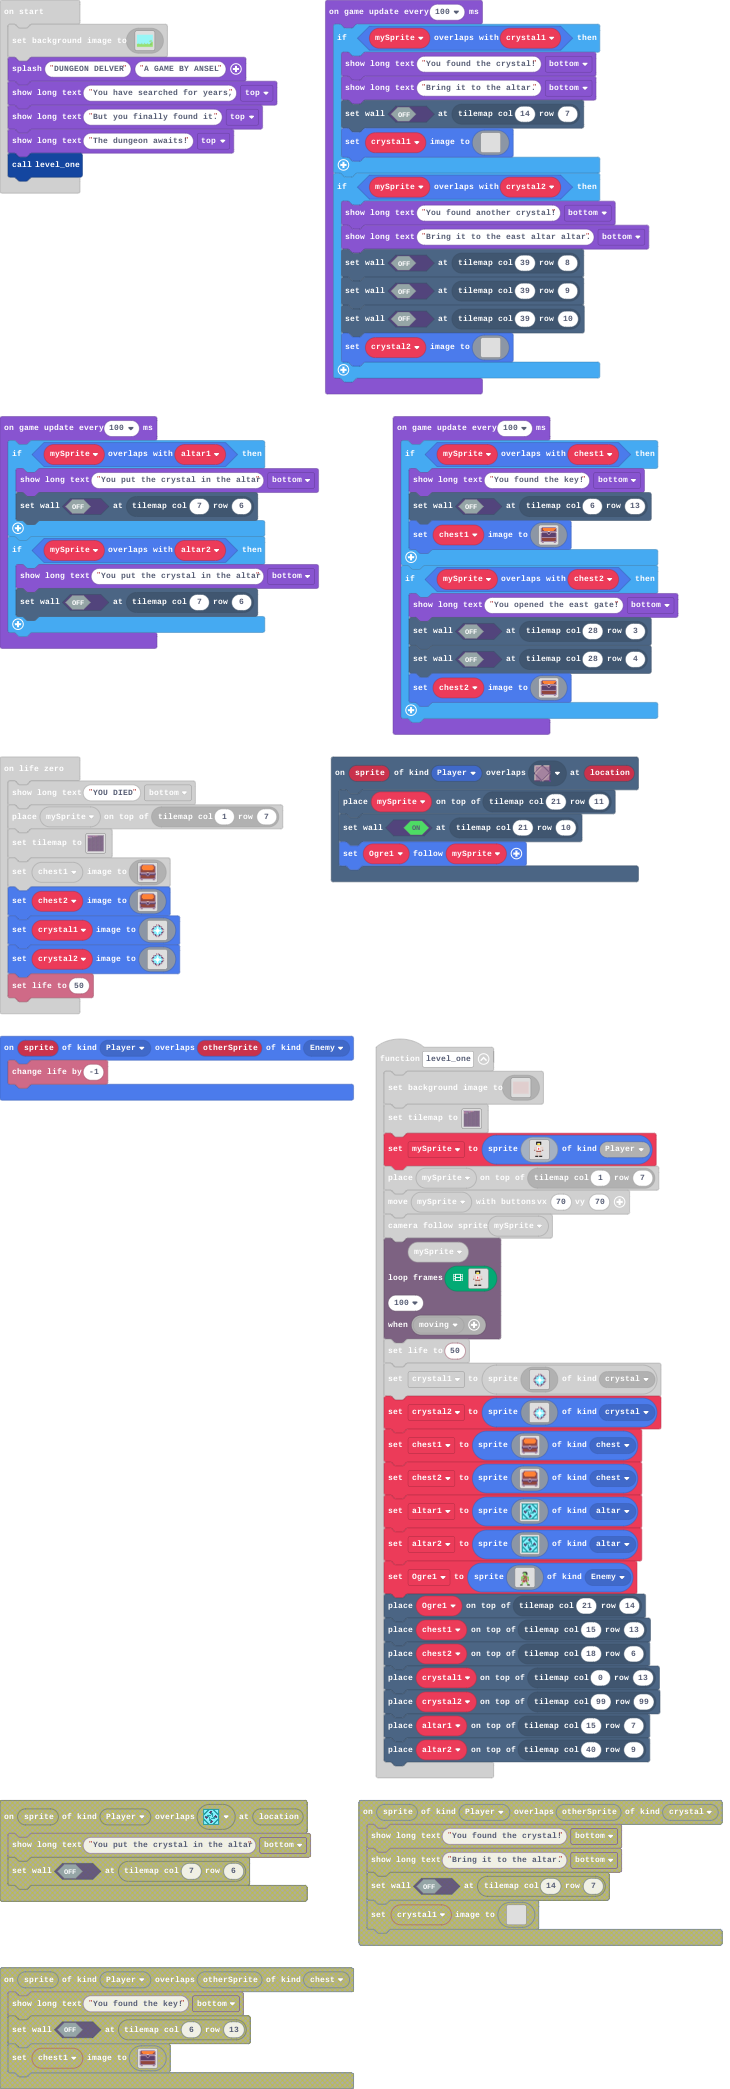 on start
set background image to
splash "DUNGEON DELVER" "A GAME BY ANSEL"
show long text "You have searched for years," top
show long text "But you finally found it" top
show long text "The dungeon awaits!" top
call level_one
on game update every 100 ms
if mySprite overlaps with crystal1 then
show long text "You found the crystal!" bottom
show long text "Bring it to the altar." bottom
set wall OFF at tilemap col 14 row 7
set crystal1 image to
if mySprite overlaps with crystal2 then
show long text "You found another crystal!" bottom
show long text "Bring it to the east altar altar" bottom
set wall OFF at tilemap col 39 row 8
set wall OFF at tilemap col 39 row 9
set wall OFF at tilemap col 39 row 10
set crystal2 image to
on game update every 100 ms
if mySprite overlaps with altar1 then
show long text "You put the crystal in the altar" bottom
set wall OFF at tilemap col 7 row 6
if mySprite overlaps with altar2 then
show long text "You put the crystal in the altar" bottom
set wall OFF at tilemap col 7 row 6
on game update every 100 ms
if mySprite overlaps with chest1 then
show long text "You found the key!" bottom
set wall OFF at tilemap col 6 row 13
set chest1 image to
if mySprite overlaps with chest2 then
show long text "You opened the east gate!" bottom
set wall OFF at tilemap col 28 row 3
set wall OFF at tilemap col 28 row 4
set chest2 image to
on life zero
show long text "YOU DIED" bottom
place mySprite on top of tilemap col 1 row 7
set tilemap to
set chest1 image to
set chest2 image to
set crystal1 image to
set crystal2 image to
set life to 50
on sprite of kind Player overlaps at location
place mySprite on top of tilemap col 21 row 11
set wall ON at tilemap col 21 row 10
set Ogre1 follow mySprite
on sprite of kind Player overlaps otherSprite of kind Enemy
change life by -1
function level_one
set background image to
set tilemap to
set mySprite to sprite of kind Player
place mySprite on top of tilemap col 1 row 7
move mySprite with buttons vx 70 vy 70
camera follow sprite mySprite
mySprite
loop frames
100
when moving
set life to 50
set crystal1 to sprite of kind crystal
set crystal2 to sprite of kind crystal
set chest1 to sprite of kind chest
set chest2 to sprite of kind chest
set altar1 to sprite of kind altar
set altar2 to sprite of kind altar
set Ogre1 to sprite of kind Enemy
place Ogre1 on top of tilemap col 21 row 14
place chest1 on top of tilemap col 15 row 13
place chest2 on top of tilemap col 18 row 6
place crystal1 on top of tilemap col 0 row 13
place crystal2 on top of tilemap col 99 row 99
place altar1 on top of tilemap col 15 row 7
place altar2 on top of tilemap col 40 row 9
on sprite of kind Player overlaps at location
show long text "You put the crystal in the altar" bottom
set wall OFF at tilemap col 7 row 6
on sprite of kind Player overlaps otherSprite of kind crystal
show long text "You found the crystal!" bottom
show long text "Bring it to the altar." bottom
set wall OFF at tilemap col 14 row 7
set crystal1 image to
on sprite of kind Player overlaps otherSprite of kind chest
show long text "You found the key!" bottom
set wall OFF at tilemap col 6 row 13
set chest1 image to